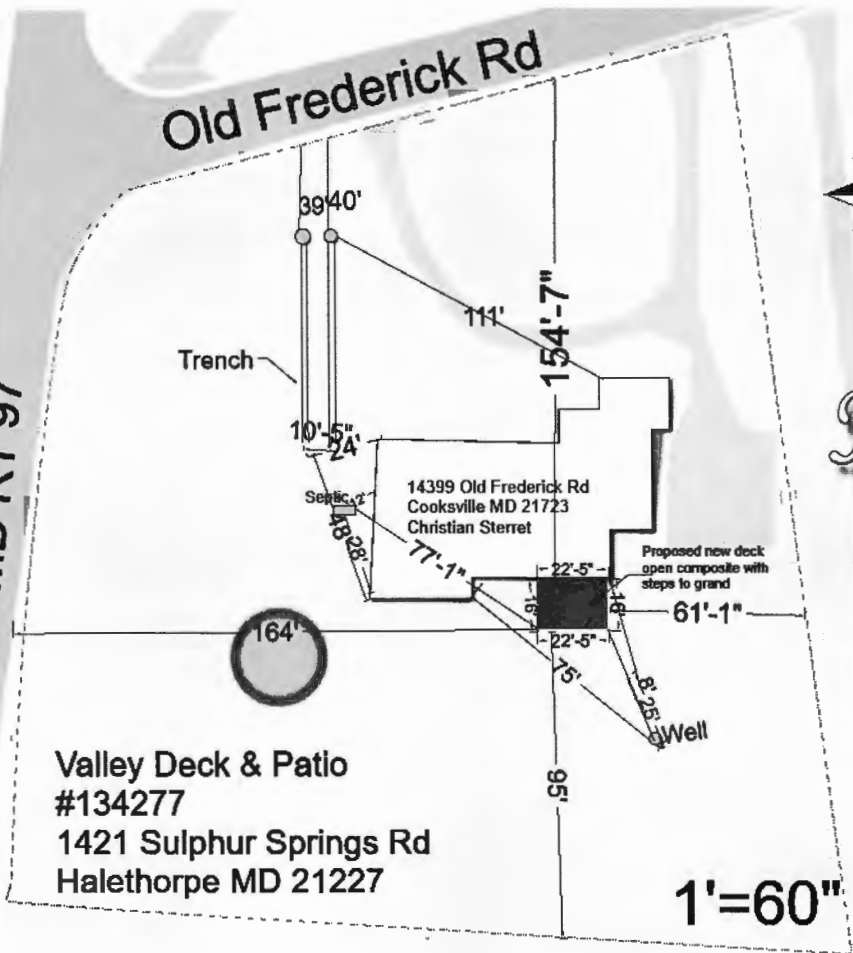 Old Frederick Rd
39'
40'
111'
154'-7"
Trench
10'-5"
24'
Septic
2'
14399 Old Frederick Rd
Cooksville MD 21723
Christian Sterret
48'
28'
77'-1"
Proposed new deck
open composite with
steps to grand
22'-5"
16'
16'
61'-1"
22'-5"
164'
75'
8'
25'
Well
95'
Valley Deck & Patio
#134277
1421 Sulphur Springs Rd
Halethorpe MD 21227
1'=60"